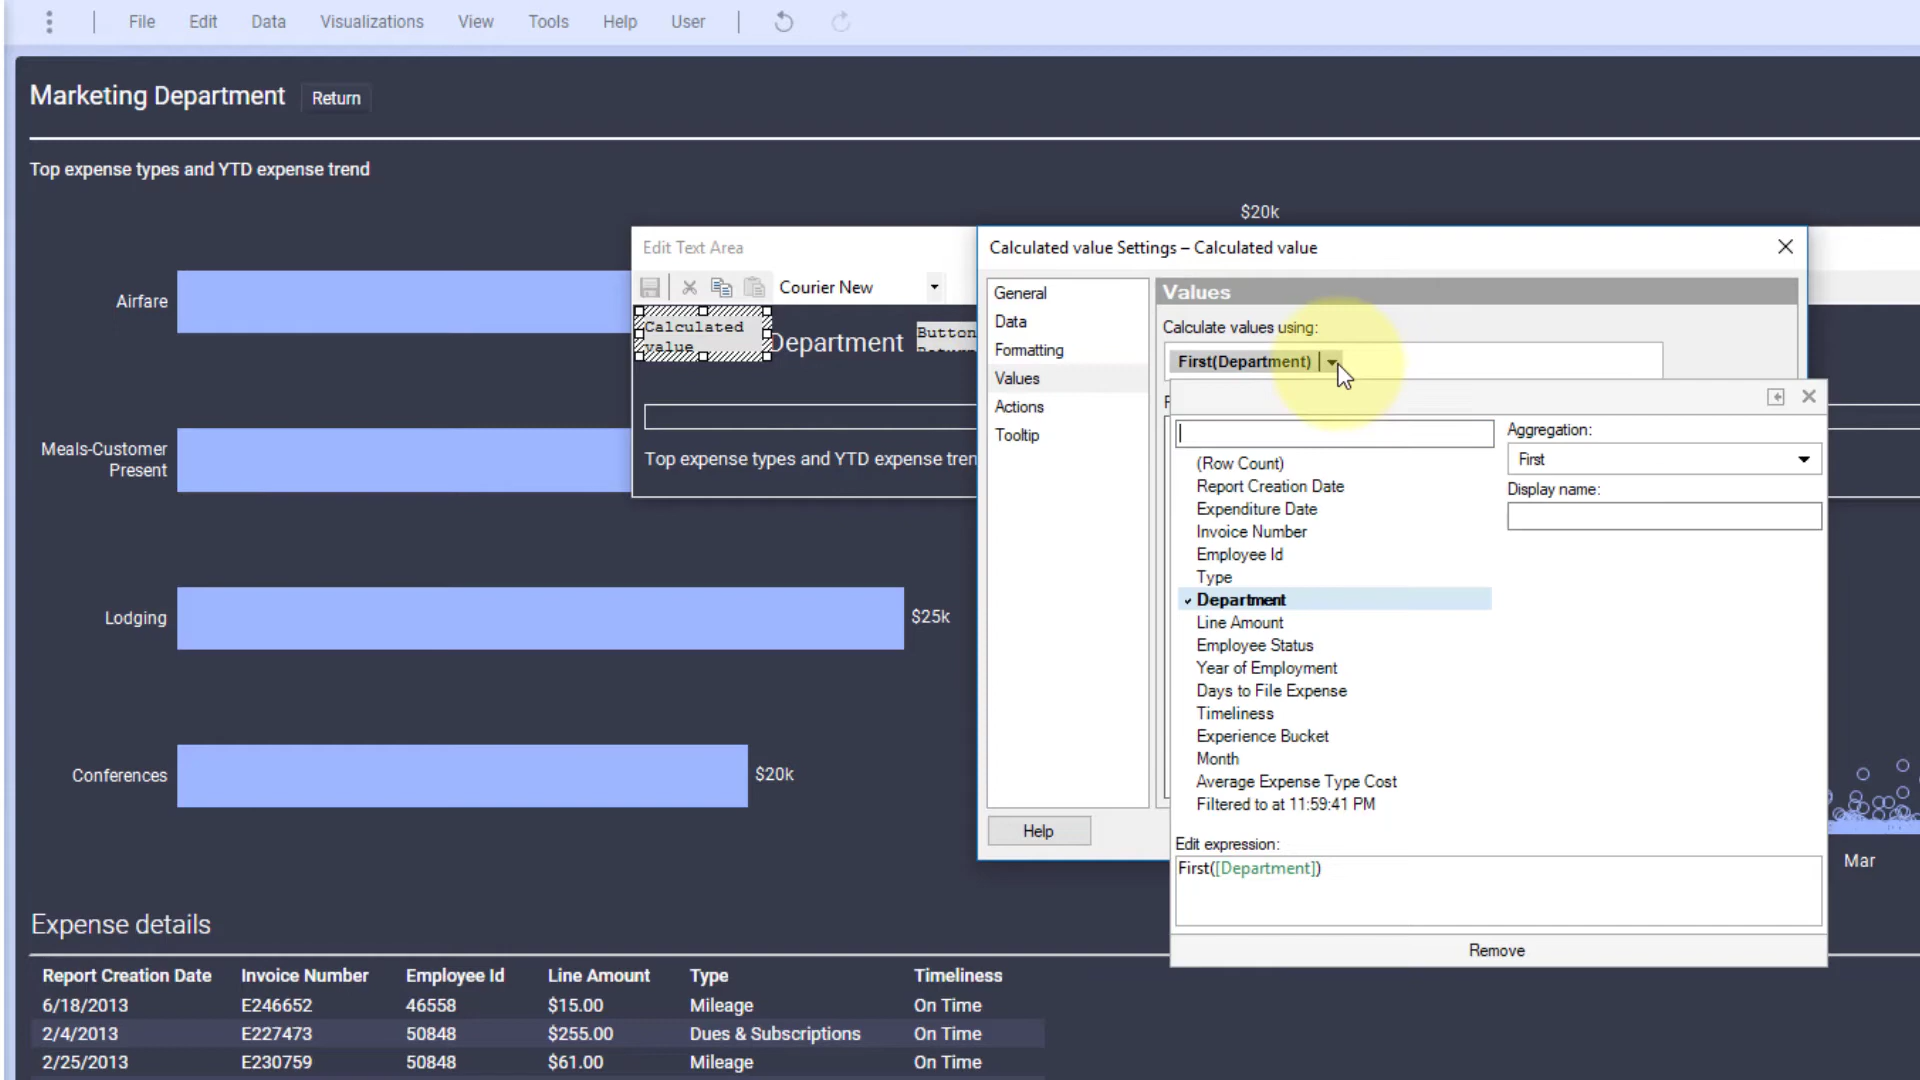 File Edit Data Visualizations View Tools Help User
Marketing Department Return
Top expense types and YTD expense trend
$20k
Airfare
Meals-Customer
Present
Lodging
$25k
Conferences
$20k
Edit Text Area
Courier New
Calculated
value
Department
Button
Top expense types and YTD expense tren
Calculated value Settings – Calculated value
General
Data
Formatting
Values
Actions
Tooltip
Help
Values
Calculate values using:
First(Department)
(Row Count)
Report Creation Date
Expenditure Date
Invoice Number
Employee Id
Type
Department
Line Amount
Employee Status
Year of Employment
Days to File Expense
Timeliness
Experience Bucket
Month
Average Expense Type Cost
Filtered to at 11:59:41 PM
Aggregation:
First
Display name:
Edit expression:
First([Department])
Remove
Mar
Expense details
Report Creation Date Invoice Number Employee Id Line Amount Type Timeliness
6/18/2013 E246652 46558 $15.00 Mileage On Time
2/4/2013 E227473 50848 $255.00 Dues & Subscriptions On Time
2/25/2013 E230759 50848 $61.00 Mileage On Time